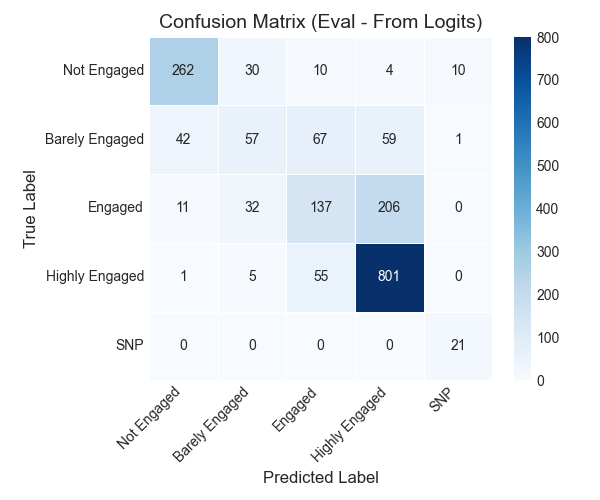 Confusion Matrix (Eval - From Logits)
True Label
Not Engaged 262 30 10 4 10
Barely Engaged 42 57 67 59 1
Engaged 11 32 137 206 0
Highly Engaged 1 5 55 801 0
SNP 0 0 0 0 21
Not Engaged Barely Engaged Engaged Highly Engaged SNP
Predicted Label
800
700
600
500
400
300
200
100
0